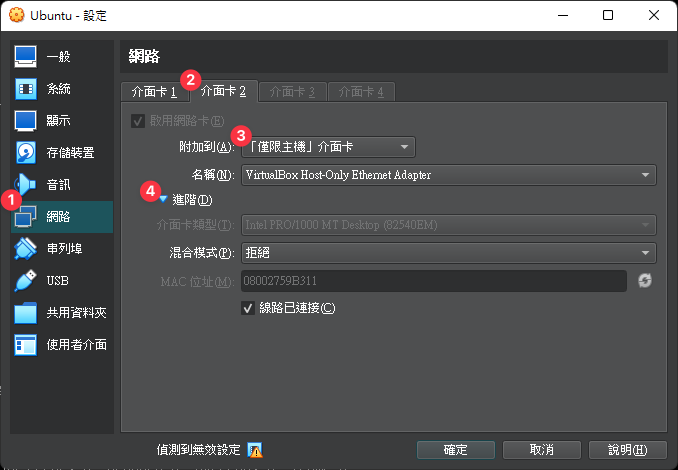 Ubuntu - 設定
1
一般
系統
顯示
存儲裝置
音訊
網路
串列埠
USB
共用資料夾
使用者介面
網路
2
介面卡 1 介面卡 2 介面卡 3 介面卡 4
啟用網路卡(E)
3
附加到(A): 「僅限主機」介面卡
名稱(N): VirtualBox Host-Only Ethernet Adapter
4
進階(D)
介面卡類型(T): Intel PRO/1000 MT Desktop (82540EM)
混合模式(P): 拒絕
MAC 位址(M): 08002759B311
線路已連接(C)
偵測到無效設定 確定 取消 說明(H)